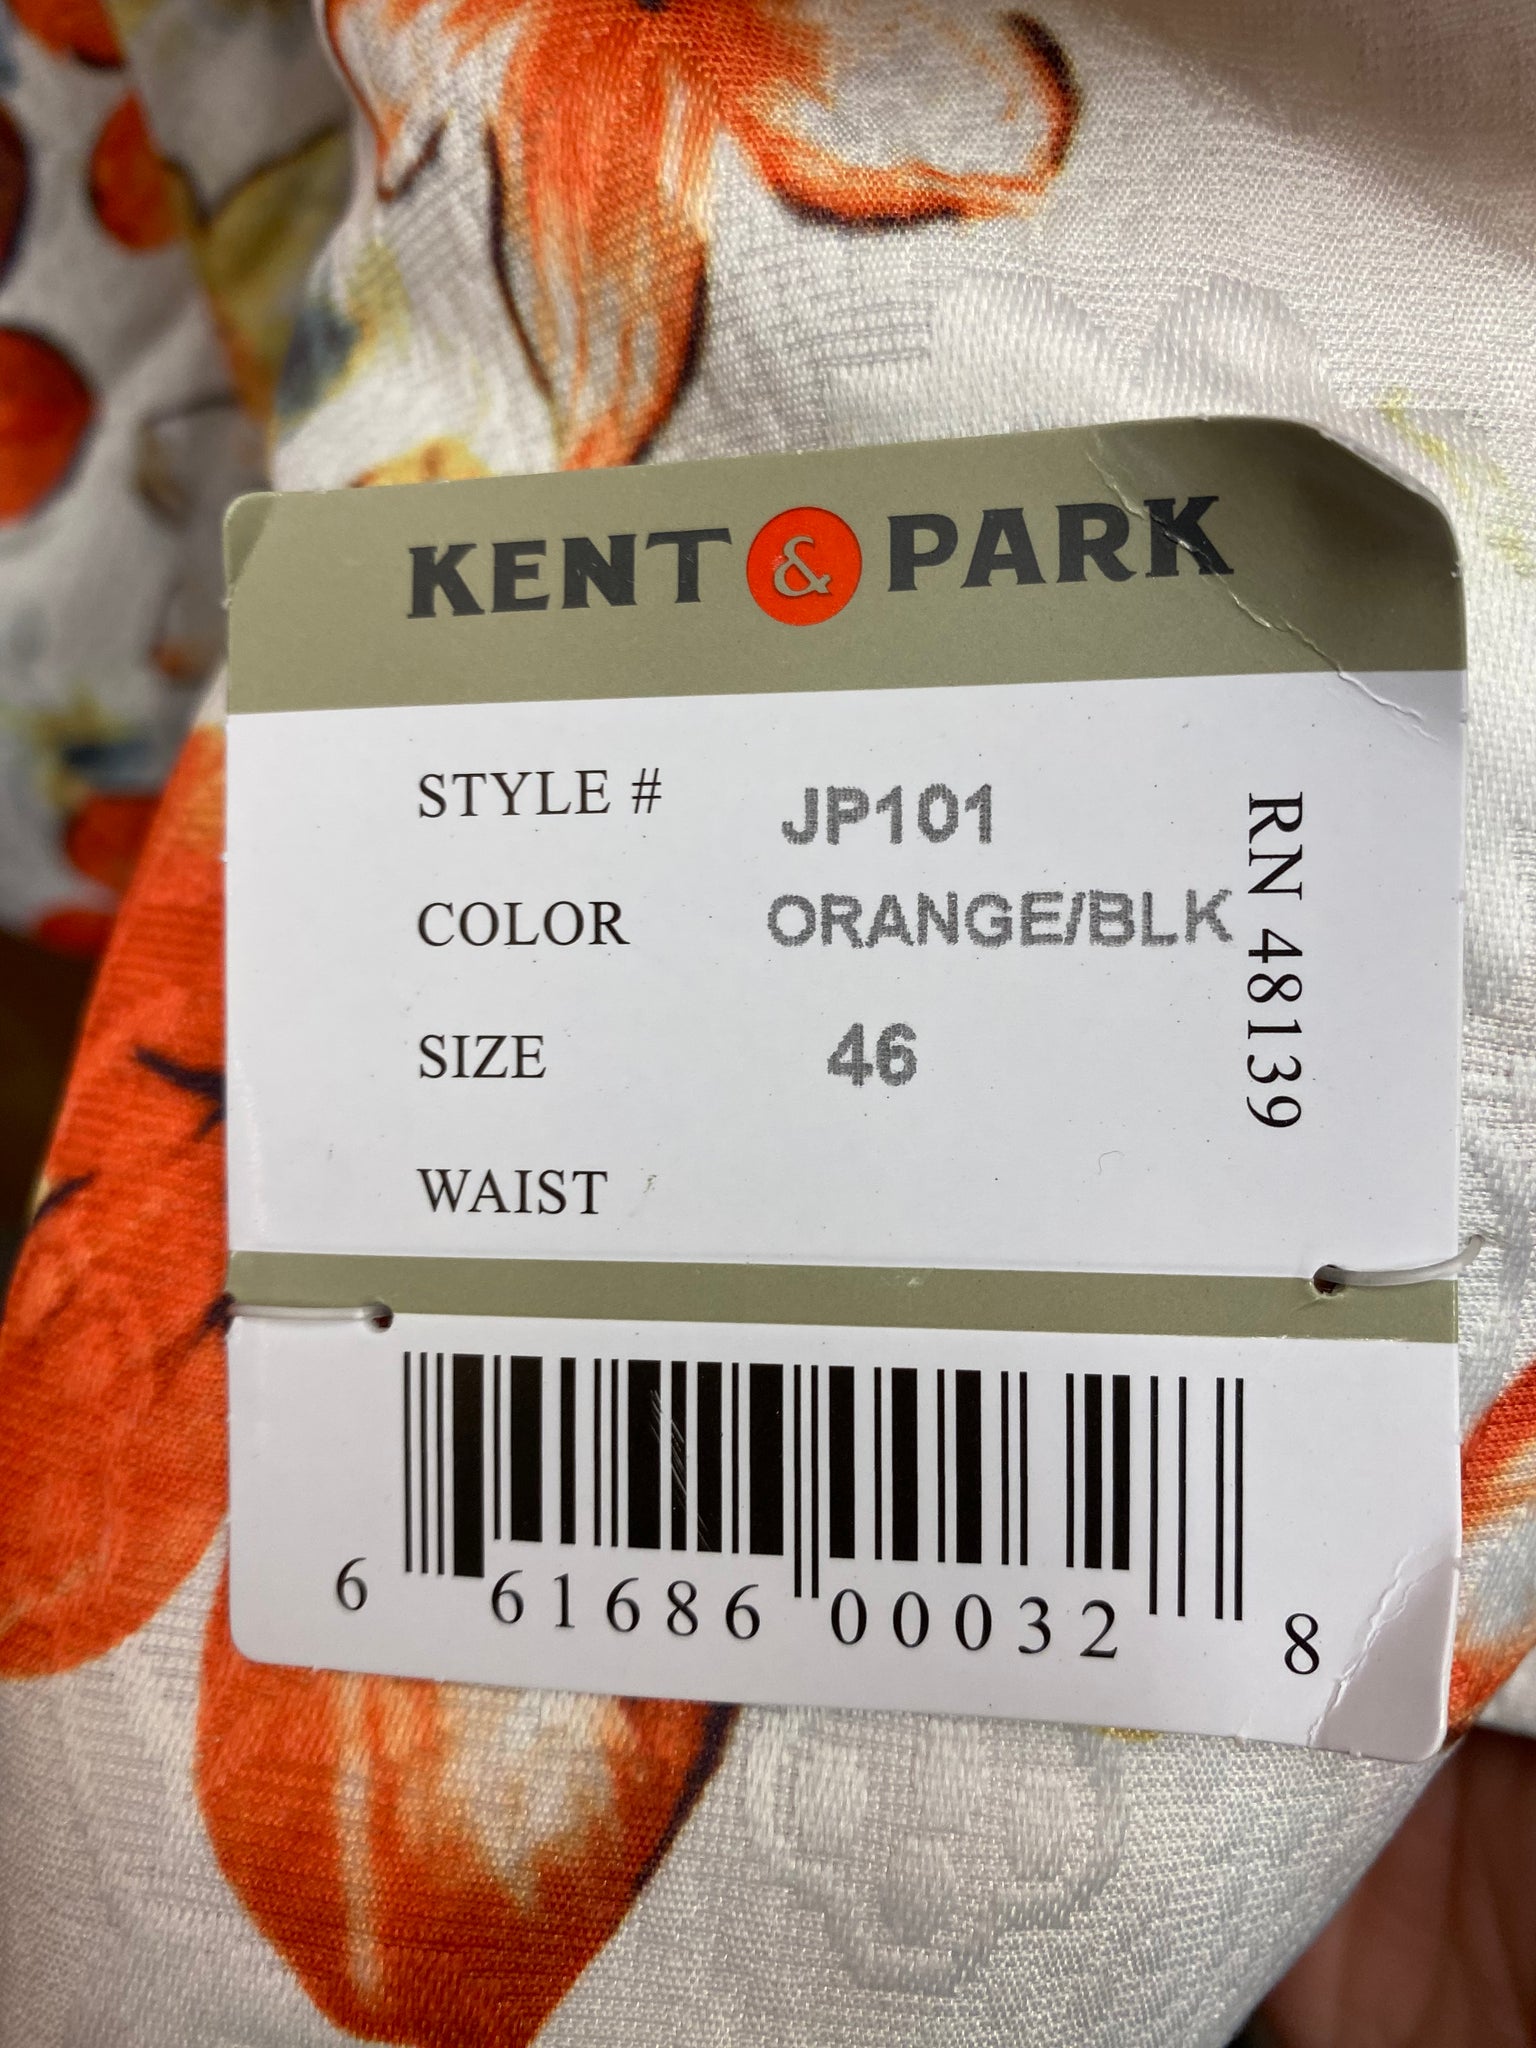 KENT & PARK
STYLE # JP101
COLOR ORANGE/BLK
SIZE 46
WAIST
RN 48139
6 61686 00032 8